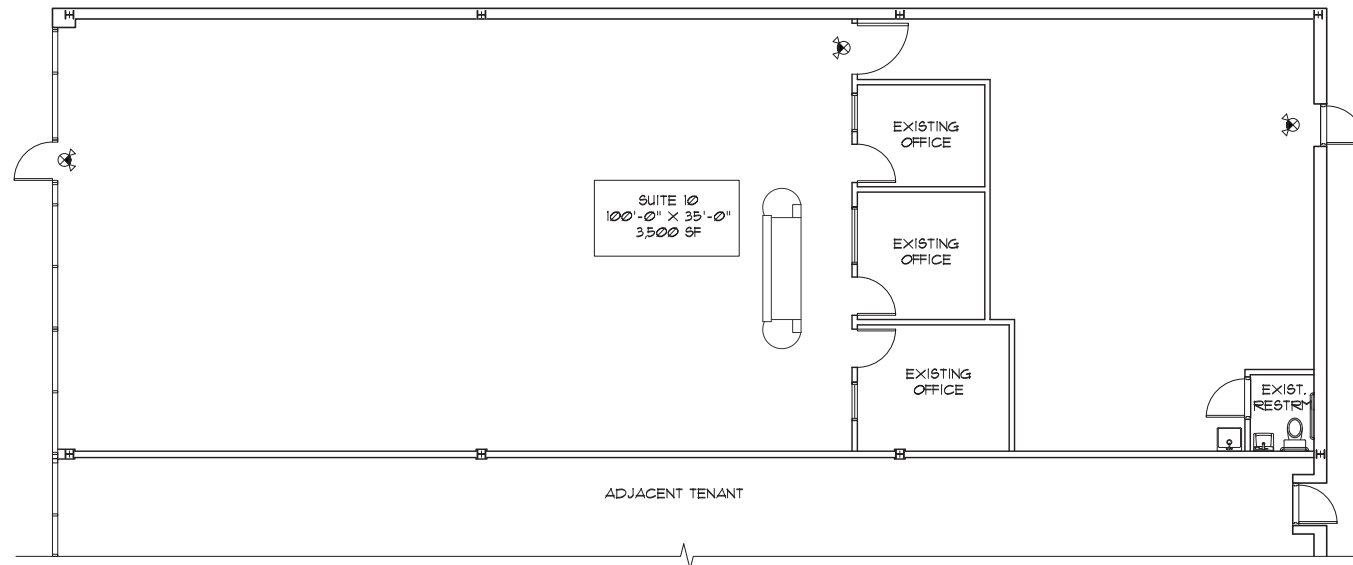 EXISTING
OFFICE
SUITE 10
100'-0" X 35'-0"
3,500 SF
EXISTING
OFFICE
EXISTING
OFFICE
EXIST.
RESTRM
ADJACENT TENANT